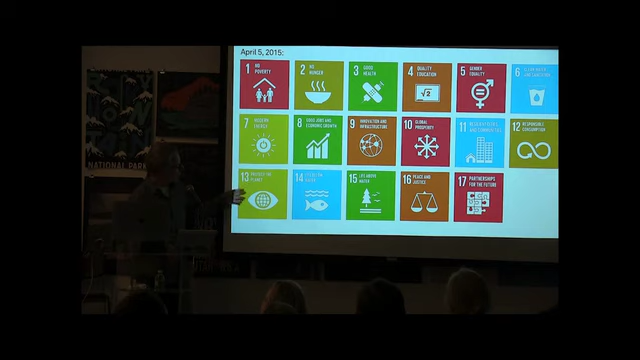 April 5, 2015:
1 NO POVERTY
2 NO HUNGER
3 GOOD HEALTH
4 QUALITY EDUCATION
√2
5 GENDER EQUALITY
6
7 MODERN ENERGY
8 GOOD JOBS AND ECONOMIC GROWTH
9 INNOVATION AND INFRASTRUCTURE
10 GLOBAL PROSPERITY
11
12 RESPONSIBLE CONSUMPTION
13 PROTECT THE PLANET
14
15 LIFE ABOVE WATER
16 PEACE AND JUSTICE
17 PARTNERSHIPS FOR THE FUTURE
NATIONAL PARK